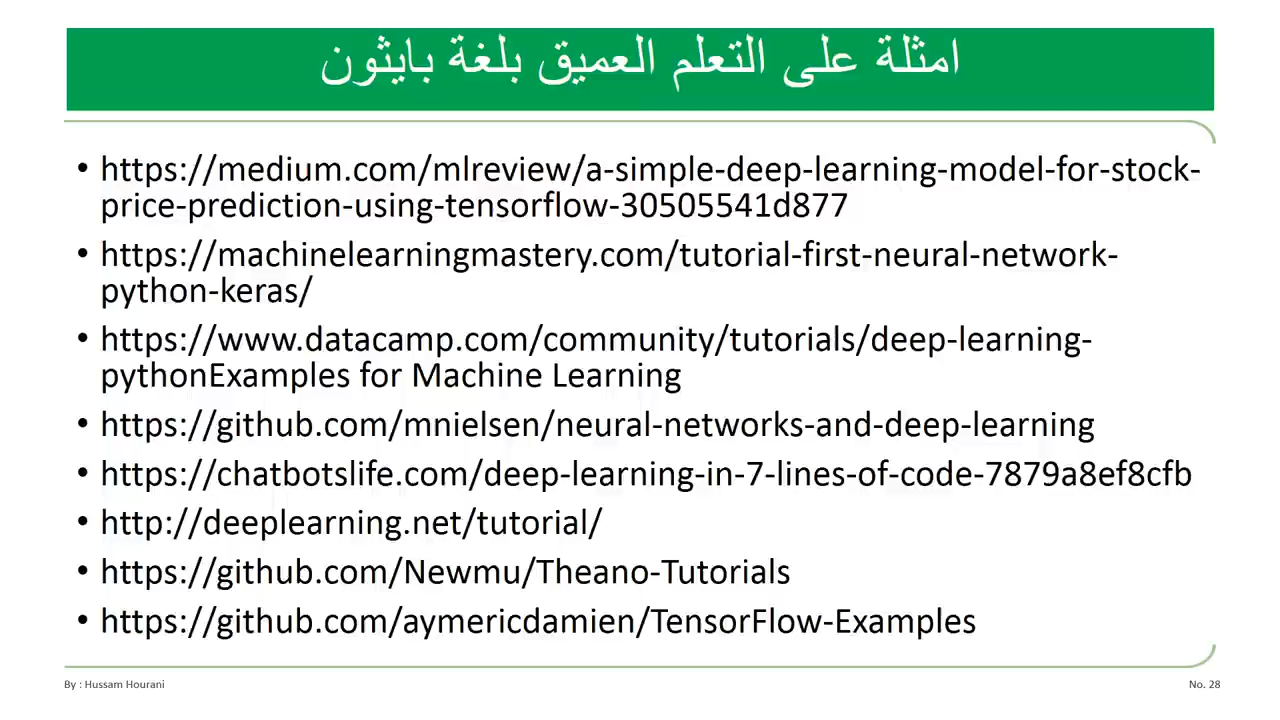 امثلة على التعلم العميق بلغة بايثون
• https://medium.com/mlreview/a-simple-deep-learning-model-for-stock-
price-prediction-using-tensorflow-30505541d877
• https://machinelearningmastery.com/tutorial-first-neural-network-
python-keras/
• https://www.datacamp.com/community/tutorials/deep-learning-
pythonExamples for Machine Learning
• https://github.com/mnielsen/neural-networks-and-deep-learning
• https://chatbotslife.com/deep-learning-in-7-lines-of-code-7879a8ef8cfb
• http://deeplearning.net/tutorial/
• https://github.com/Newmu/Theano-Tutorials
• https://github.com/aymericdamien/TensorFlow-Examples
By : Hussam Hourani
No. 28